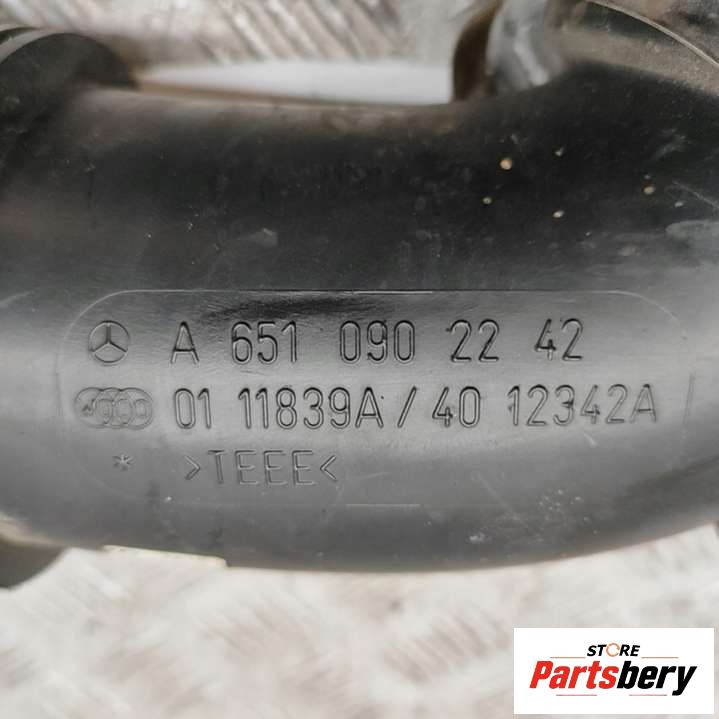 A 651 090 22 42
01 11839A / 40 12342A
* >TEEE<
STORE
Partsbery